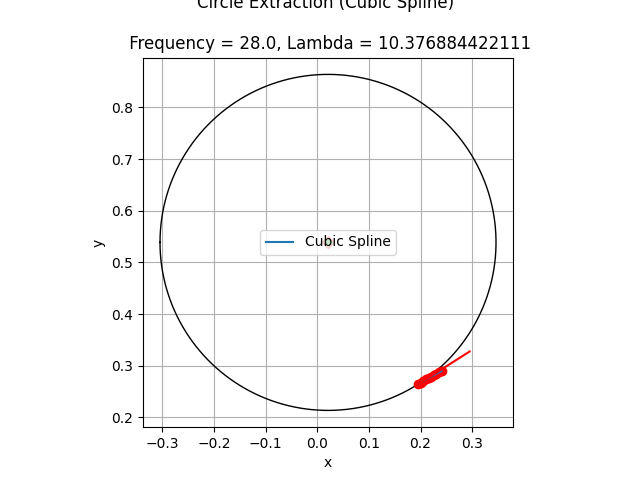 Circle Extraction (Cubic Spline)
Frequency = 28.0, Lambda = 10.376884422111
0.8
0.7
0.6
y
Cubic Spline
0.5
0.4
0.3
0.2
−0.3 −0.2 −0.1 0.0 0.1 0.2 0.3
x